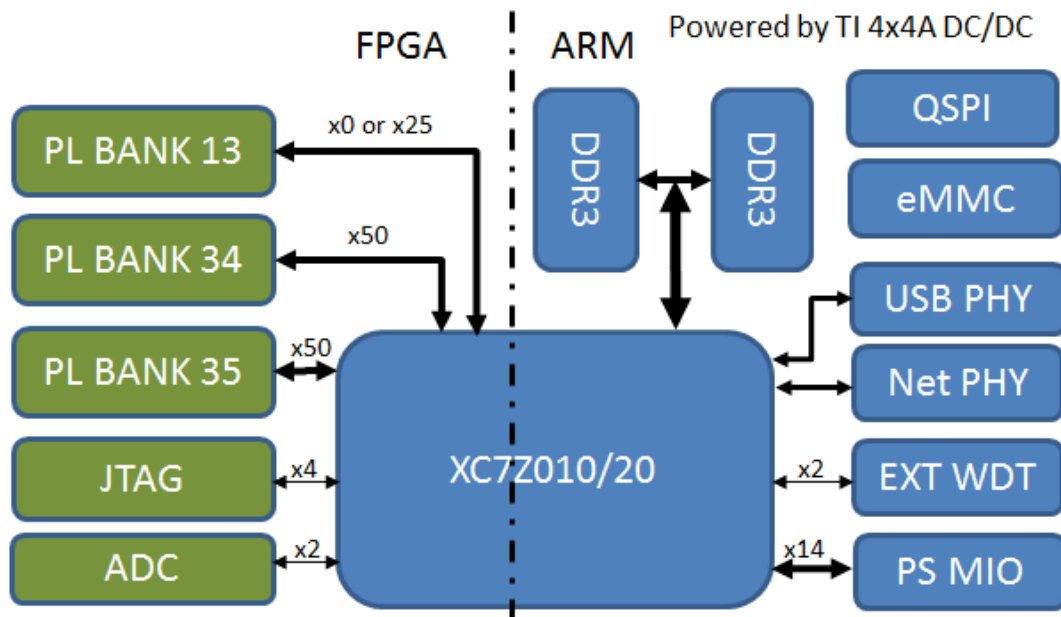 FPGA
ARM
Powered by TI 4x4A DC/DC
PL BANK 13
x0 or x25
DDR3
DDR3
QSPI
eMMC
PL BANK 34
x50
USB PHY
PL BANK 35
x50
Net PHY
JTAG
x4
XC7Z010/20
x2
EXT WDT
ADC
x2
x14
PS MIO